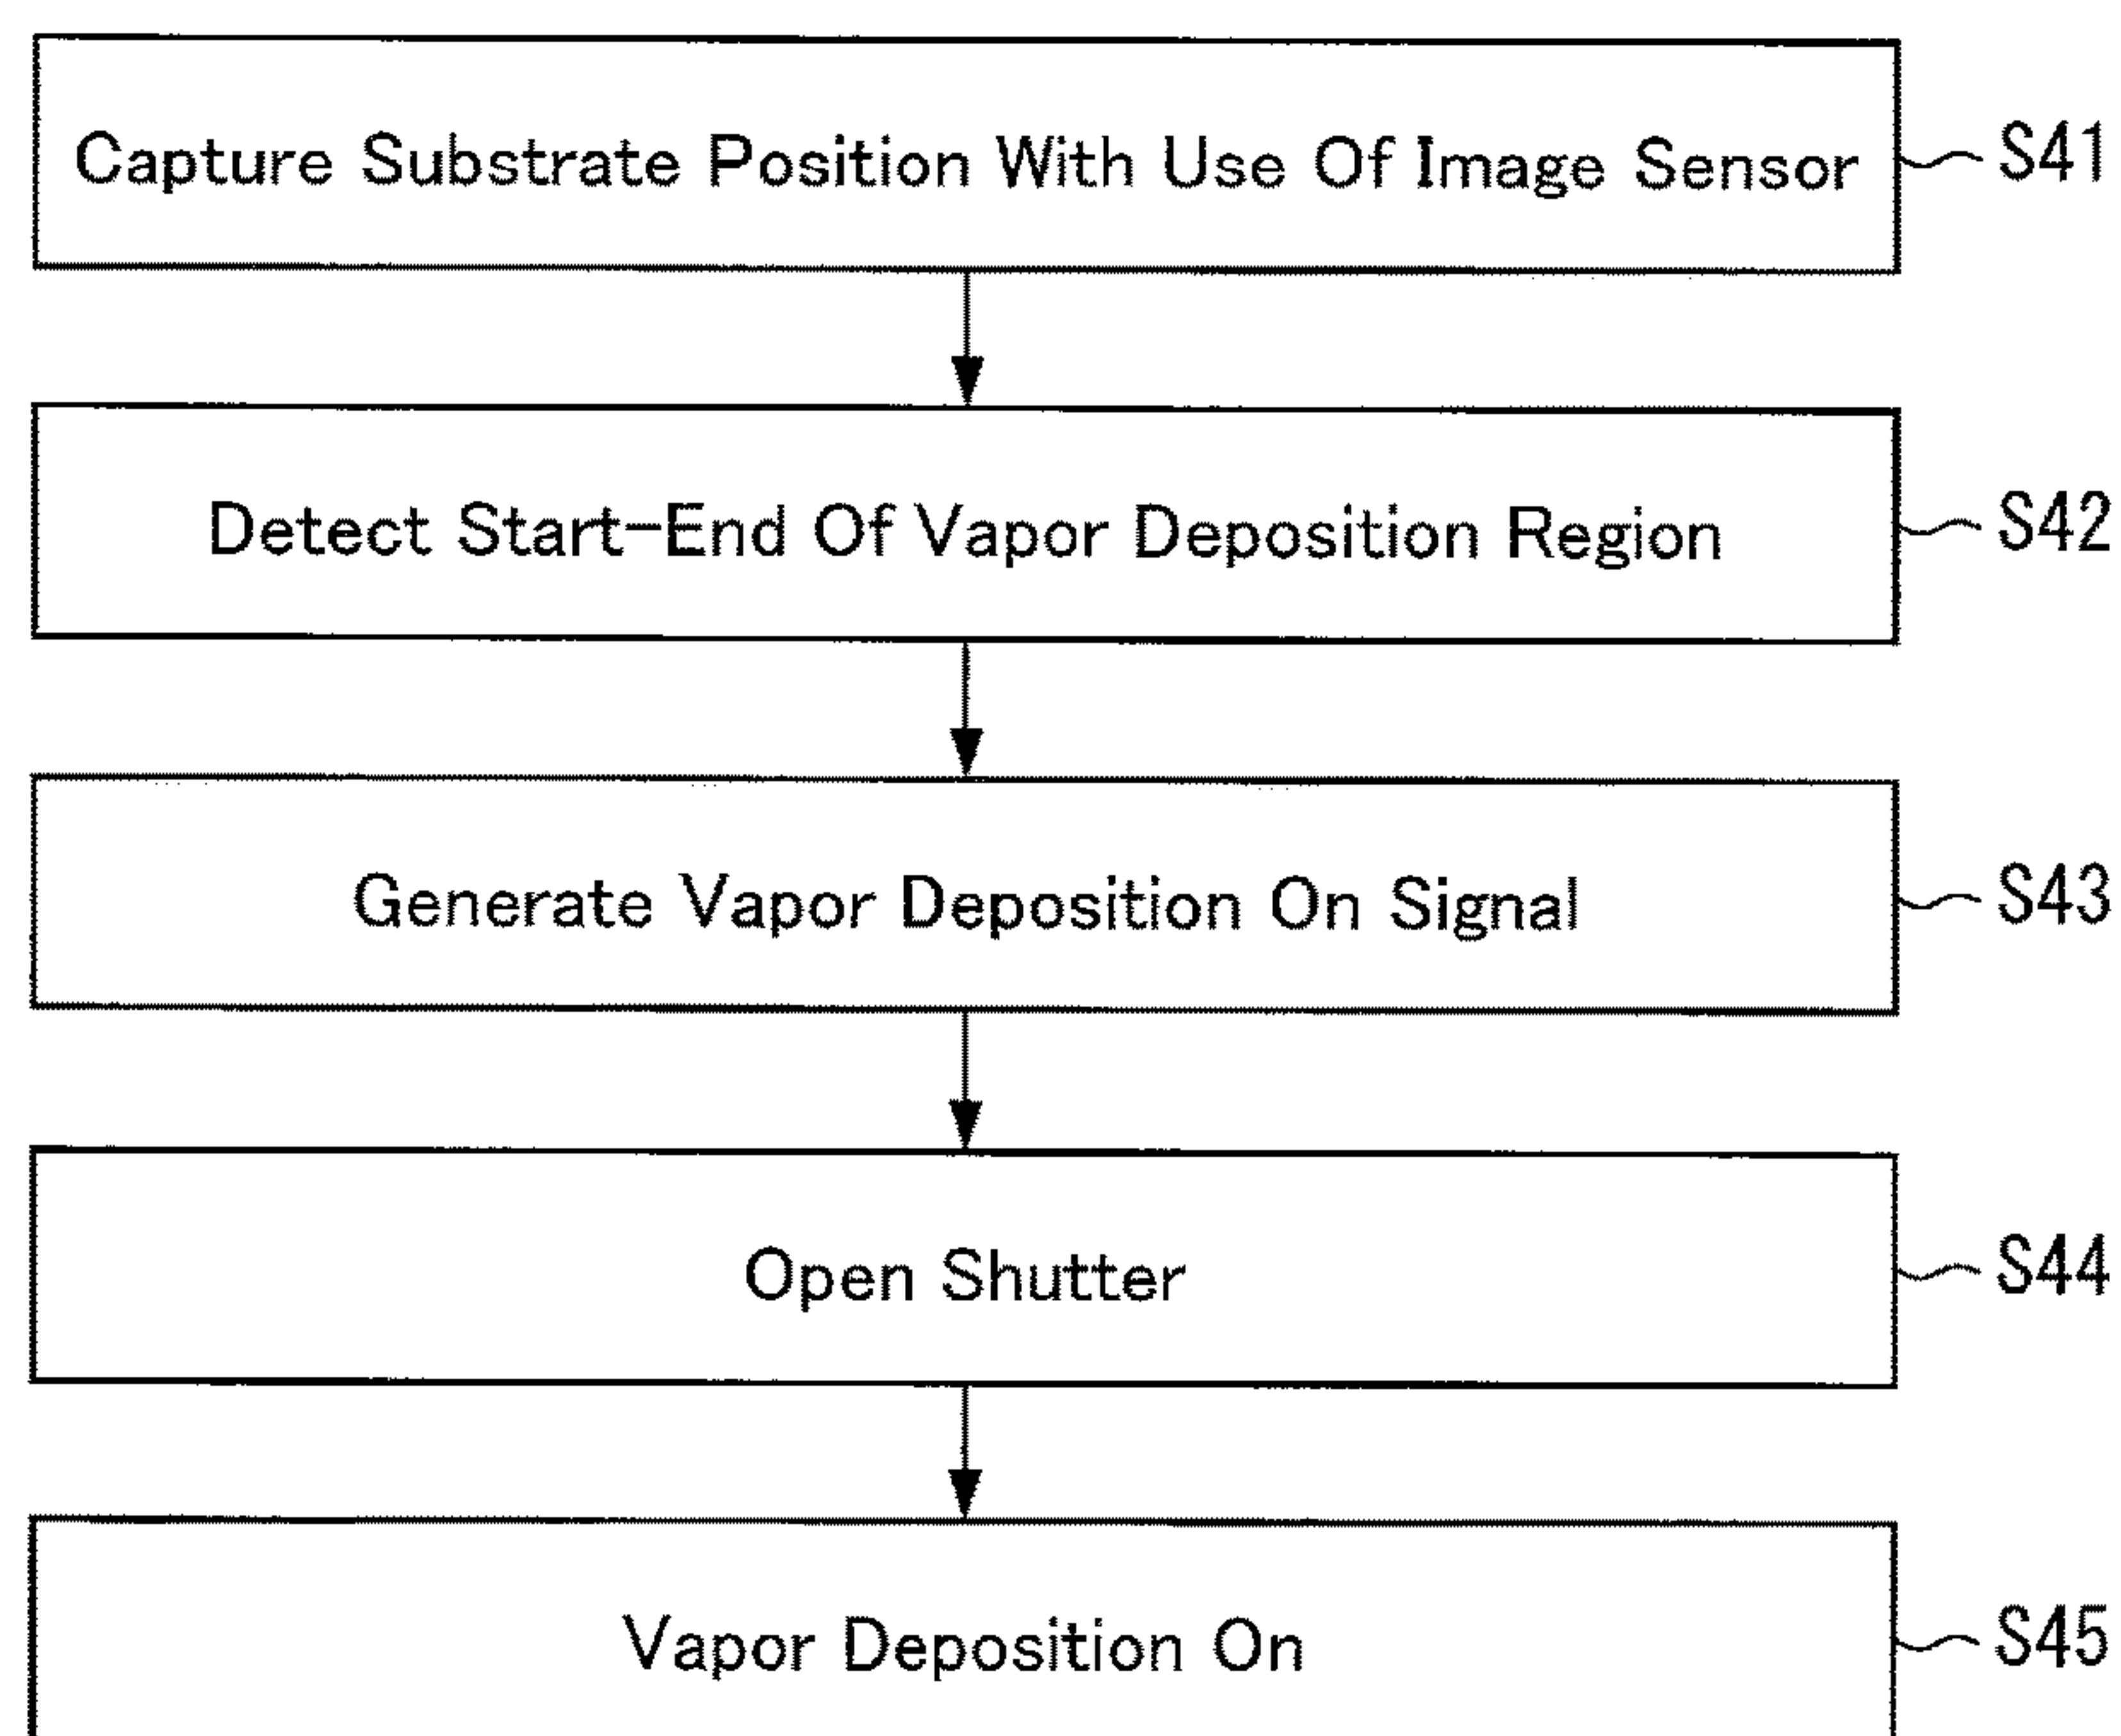 Capture Substrate Position With Use Of Image Sensor S41
Detect Start-End Of Vapor Deposition Region S42
Generate Vapor Deposition On Signal S43
Open Shutter S44
Vapor Deposition On S45